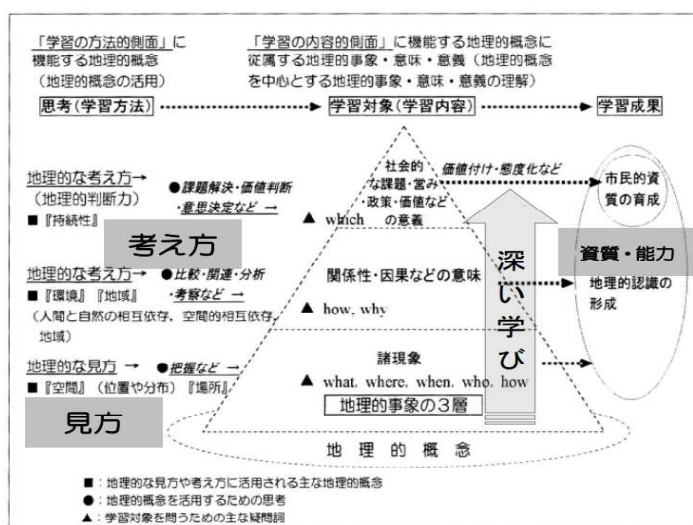 「学習の方法的側面」に
機能する地理的概念
(地理的概念の活用)
「学習の内容的側面」に機能する地理的概念に
従属する地理的事象・意味・意義(地理的概念
を中心とする地理的事象・意味・意義の理解)
思考(学習方法)
学習対象(学習内容)
学習成果
地理的な考え方→
(地理的判断力)
■『持続性』
●課題解決・価値判断
・意思決定など→
考え方
社会的
な課題・営み
・政策・価値など
の意義
▲ which
価値付け・態度化など
市民的資
質の育成
資質・能力
地理的認識の
形成
地理的な考え方→
■『環境』『地域』
●比較・関連・分析
・考察など→
(人間と自然の相互依存,空間的相互依存,
地域)
関係性・因果などの意味
▲ how, why
深い学び
地理的な見方 →
●把握など→
■『空間』(位置や分布)『場所』
見方
諸現象
▲ what, where, when, who, how
地理的事象の3層
地理的概念
■:地理的な見方や考え方に活用される主な地理的概念
●:地理的概念を活用するための思考
▲:学習対象を問うための主な疑問詞